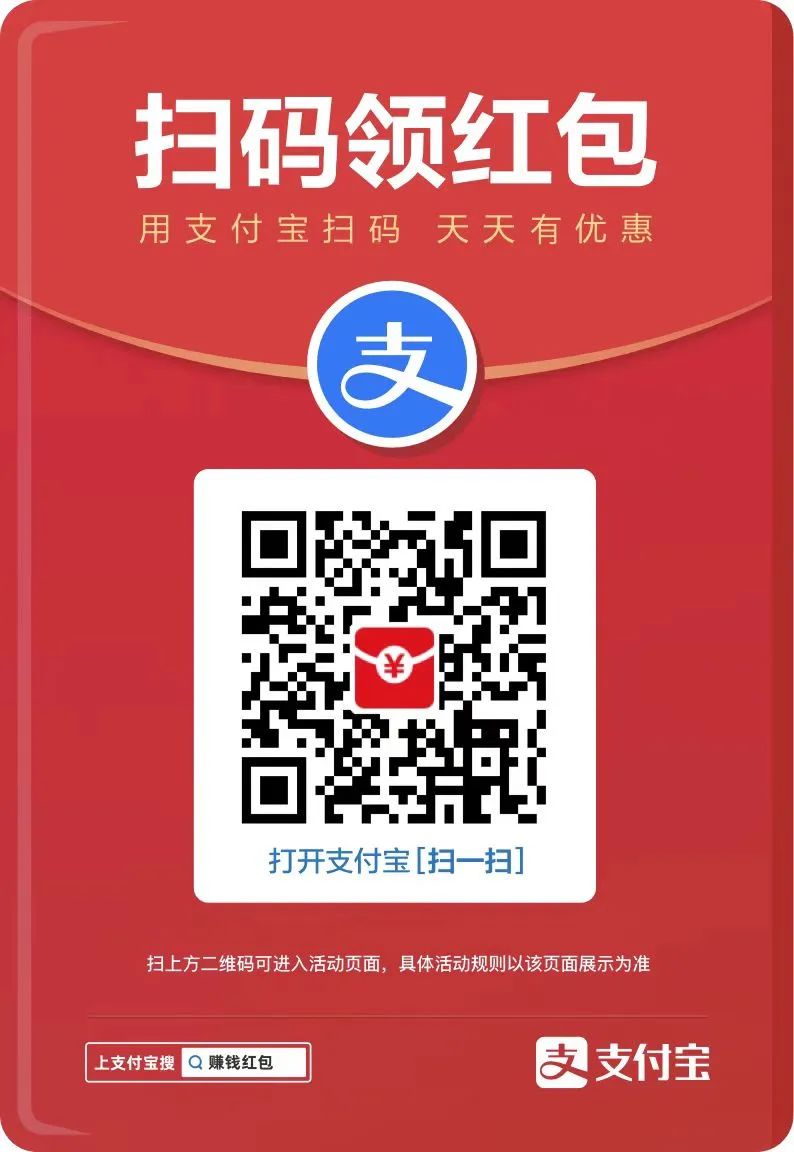 扫码领红包
用支付宝扫码 天天有优惠
支
¥
打开支付宝[扫一扫]
扫上方二维码可进入活动页面，具体活动规则以该页面展示为准
上支付宝搜 赚钱红包
支 支付宝